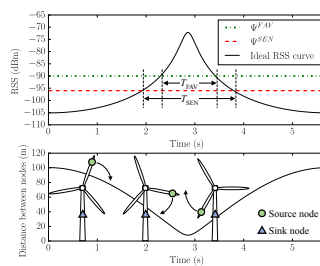 RSS (dBm)
−65
−70
−75
−80
−85
−90
−95
−100
−105
−110
Ψ^{FAV}
Ψ^{SEN}
Ideal RSS curve
T_{FAV}
T_{SEN}
0 1 2 3 4 5
Time (s)
Distance between nodes (m)
120
100
80
60
40
20
0
Source node
Sink node
0 1 2 3 4 5
Time (s)